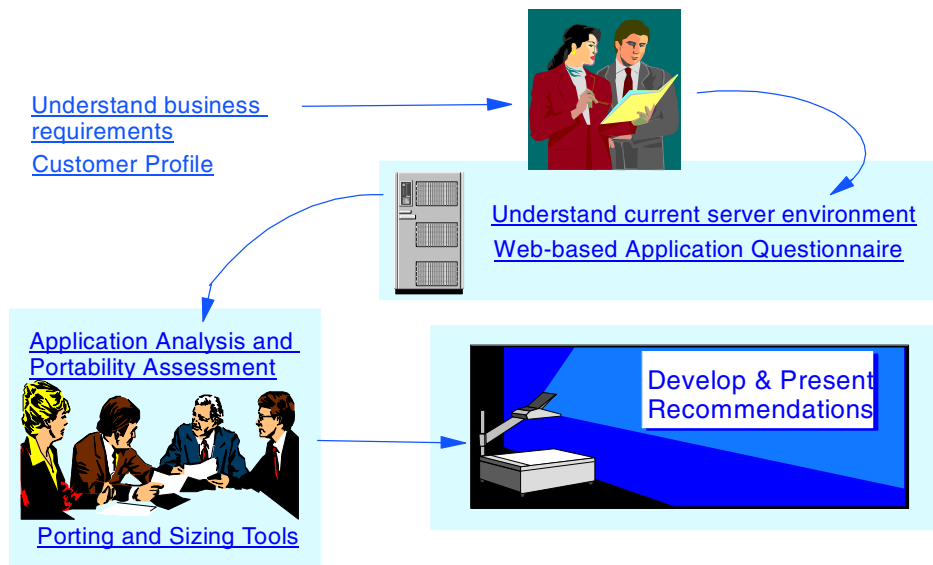 Understand business
requirements
Customer Profile
Understand current server environment
Web-based Application Questionnaire
Application Analysis and
Portability Assessment
Porting and Sizing Tools
Develop & Present
Recommendations